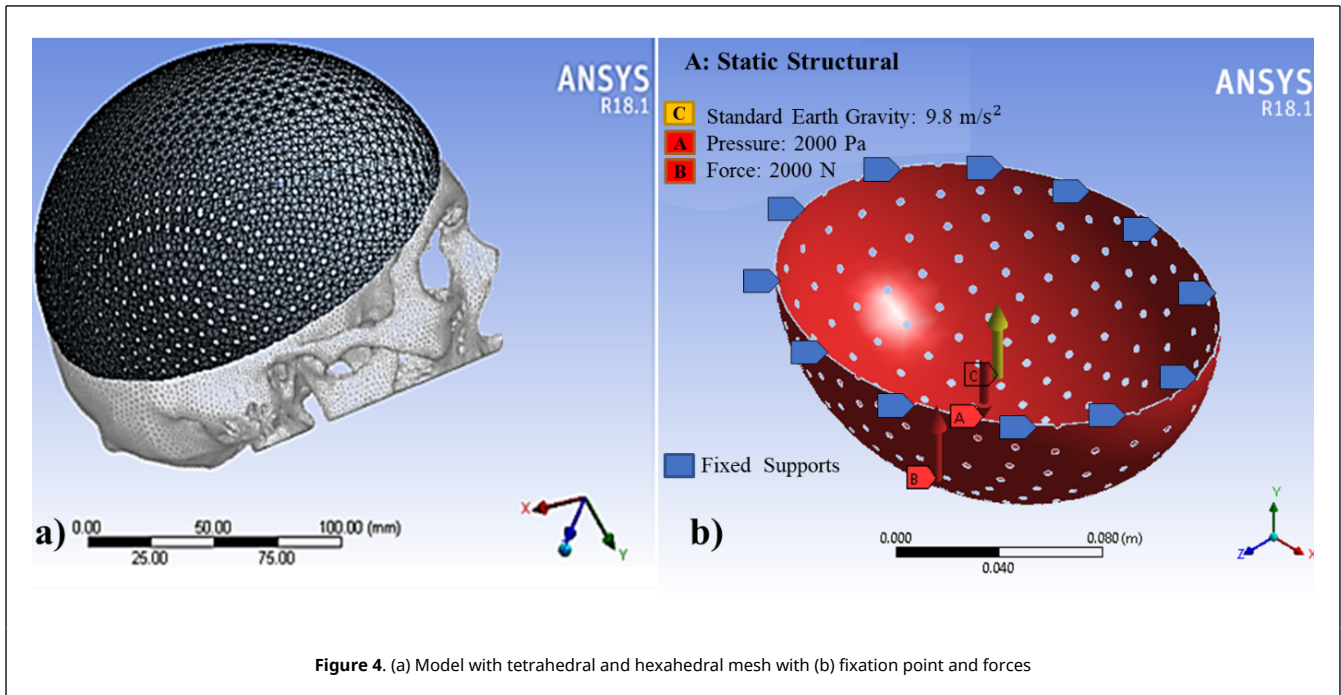 ANSYS
R18.1
X
Y
a)
0.00 50.00 100.00 (mm)
25.00 75.00
A: Static Structural
ANSYS
R18.1
C Standard Earth Gravity: 9.8 m/s²
A Pressure: 2000 Pa
B Force: 2000 N
C
A
B
Fixed Supports
b)
0.000 0.080 (m)
0.040
Y
Z X
Figure 4. (a) Model with tetrahedral and hexahedral mesh with (b) fixation point and forces